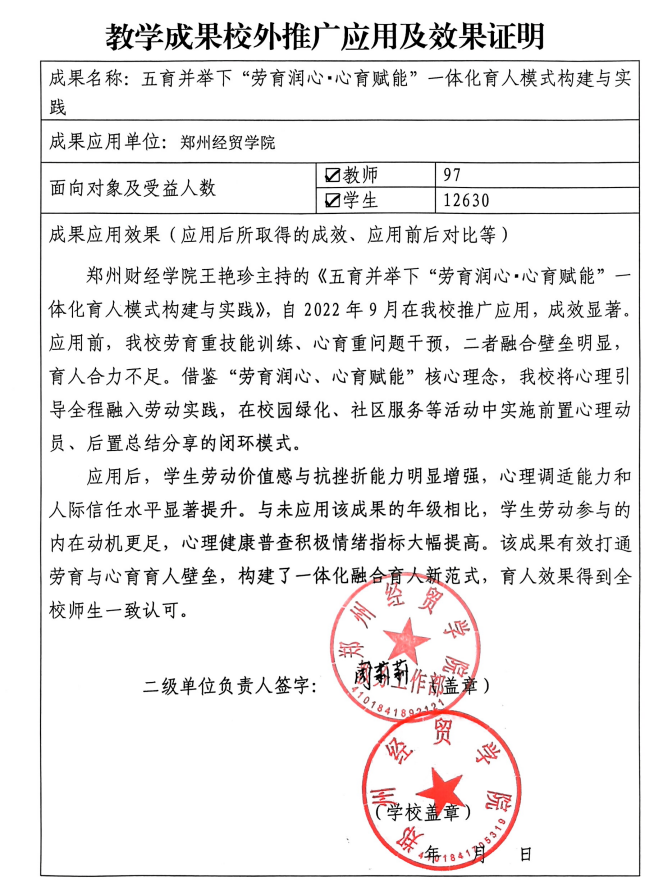 教学成果校外推广应用及效果证明
成果名称：五育并举下“劳育润心·心育赋能”一体化育人模式构建与实
践
成果应用单位：郑州经贸学院
面向对象及受益人数
☑教师
97
☑学生
12630
成果应用效果（应用后所取得的成效、应用前后对比等）
郑州财经学院王艳珍主持的《五育并举下“劳育润心·心育赋能”一
体化育人模式构建与实践》，自 2022 年 9 月在我校推广应用，成效显著。
应用前，我校劳育重技能训练、心育重问题干预，二者融合壁垒明显，
育人合力不足。借鉴“劳育润心、心育赋能”核心理念，我校将心理引
导全程融入劳动实践，在校园绿化、社区服务等活动中实施前置心理动
员、后置总结分享的闭环模式。
应用后，学生劳动价值感与抗挫折能力明显增强，心理调适能力和
人际信任水平显著提升。与未应用该成果的年级相比，学生劳动参与的
内在动机更足，心理健康普查积极情绪指标大幅提高。该成果有效打通
劳育与心育育人壁垒，构建了一体化融合育人新范式，育人效果得到全
校师生一致认可。
郑州经贸学院
二级单位负责人签字：
工作部
（盖章）
4101841892121
郑州经贸学院
（学校盖章）
4101841705319
年 月 日